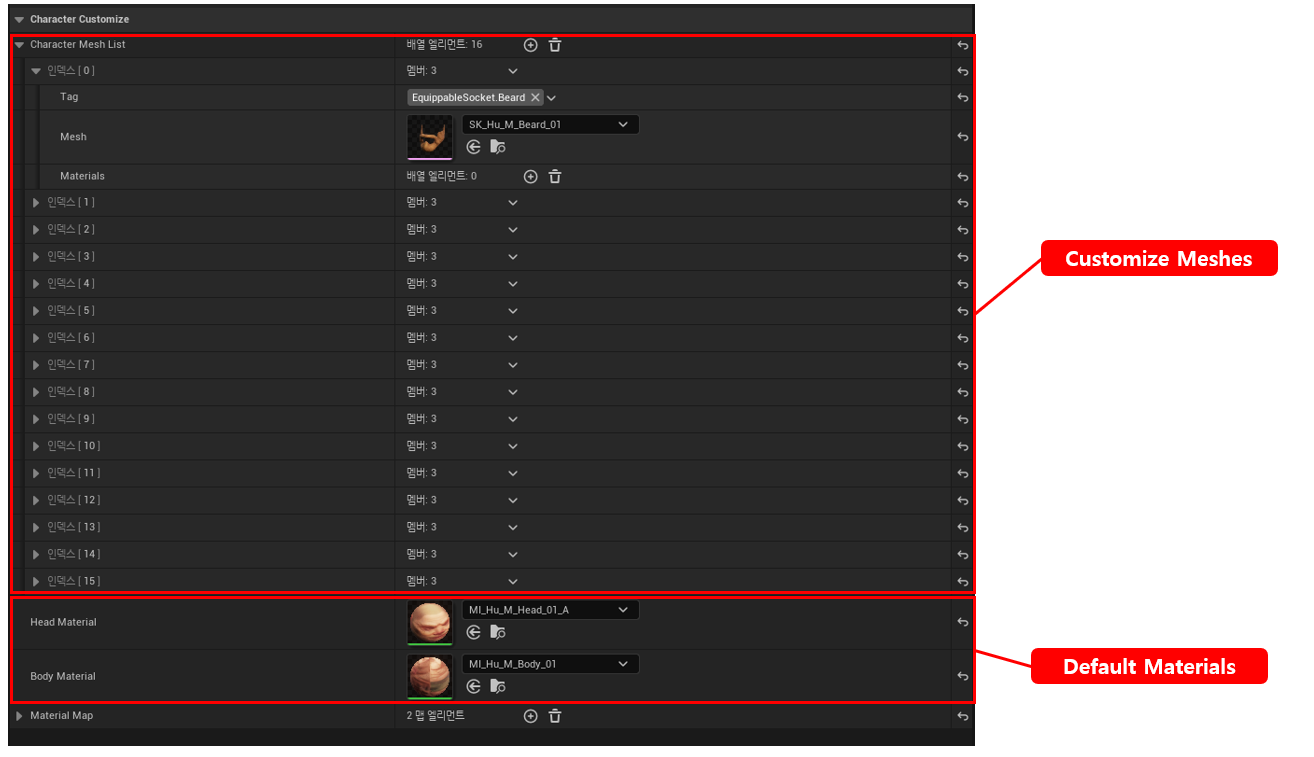 Character Customize
Character Mesh List 배열 엘리먼트: 16
인덱스 [ 0 ] 멤버: 3
Tag EquippableSocket.Beard
Mesh SK_Hu_M_Beard_01
Materials 배열 엘리먼트: 0
인덱스 [ 1 ] 멤버: 3
인덱스 [ 2 ] 멤버: 3
인덱스 [ 3 ] 멤버: 3
Customize Meshes
인덱스 [ 4 ] 멤버: 3
인덱스 [ 5 ] 멤버: 3
인덱스 [ 6 ] 멤버: 3
인덱스 [ 7 ] 멤버: 3
인덱스 [ 8 ] 멤버: 3
인덱스 [ 9 ] 멤버: 3
인덱스 [ 10 ] 멤버: 3
인덱스 [ 11 ] 멤버: 3
인덱스 [ 12 ] 멤버: 3
인덱스 [ 13 ] 멤버: 3
인덱스 [ 14 ] 멤버: 3
인덱스 [ 15 ] 멤버: 3
Head Material MI_Hu_M_Head_01_A
Body Material MI_Hu_M_Body_01
Default Materials
Material Map 2 맵 엘리먼트